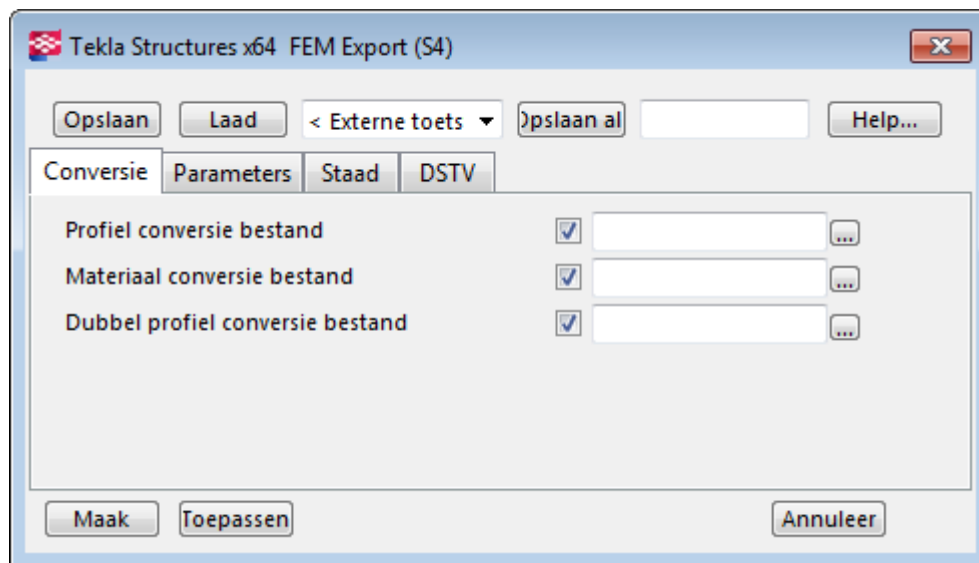 Tekla Structures x64 FEM Export (S4)
Opslaan Laad < Externe toets Opslaan al Help...
Conversie Parameters Staad DSTV
Profiel conversie bestand ...
Materiaal conversie bestand ...
Dubbel profiel conversie bestand ...
Maak Toepassen Annuleer